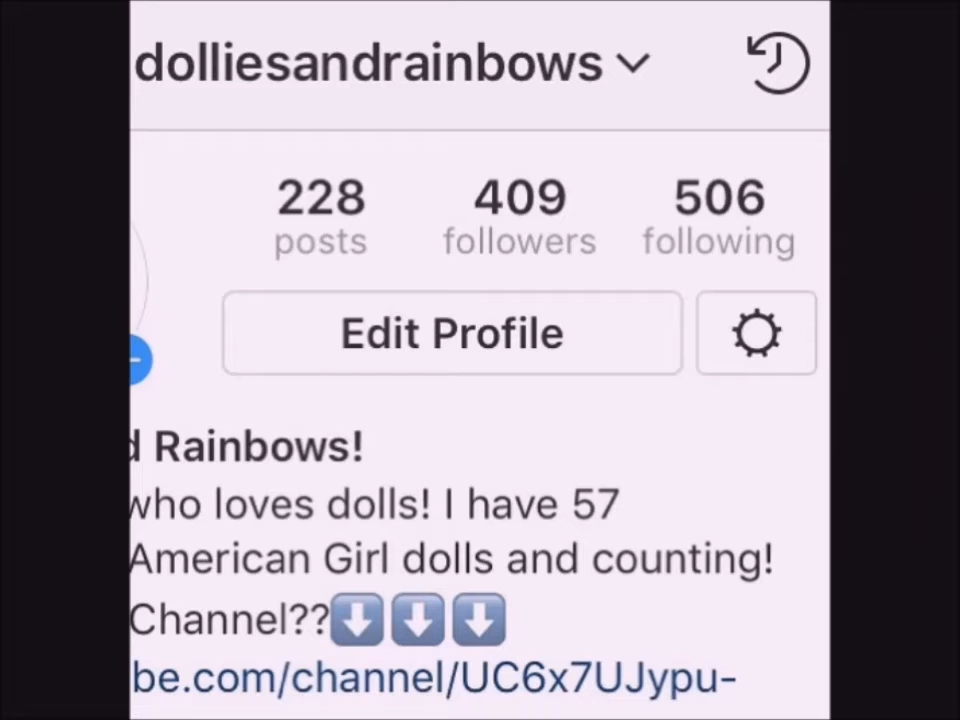 dolliesandrainbows
228 409 506
posts followers following
Edit Profile
Rainbows!
who loves dolls! I have 57
American Girl dolls and counting!
Channel??⬇️⬇️⬇️
be.com/channel/UC6x7UJypu-